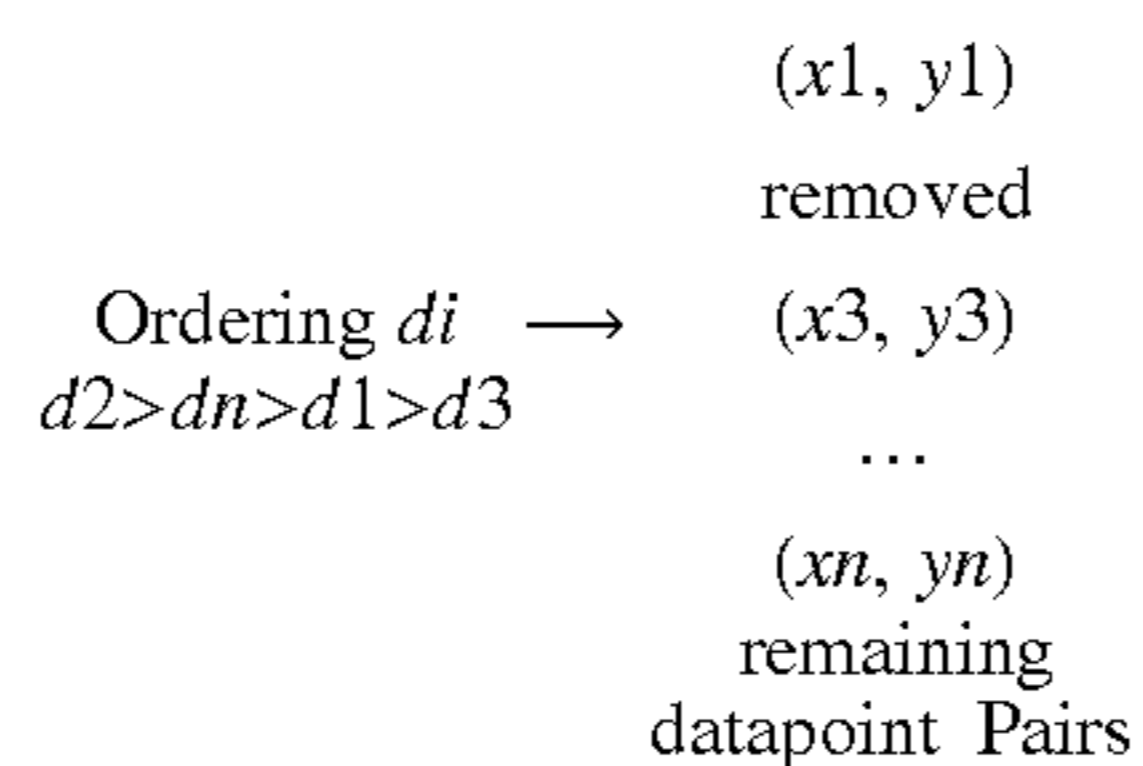 (x1, y1)
removed
Ordering di ⟶ (x3, y3)
d2>dn>d1>d3
...
(xn, yn)
remaining
datapoint Pairs